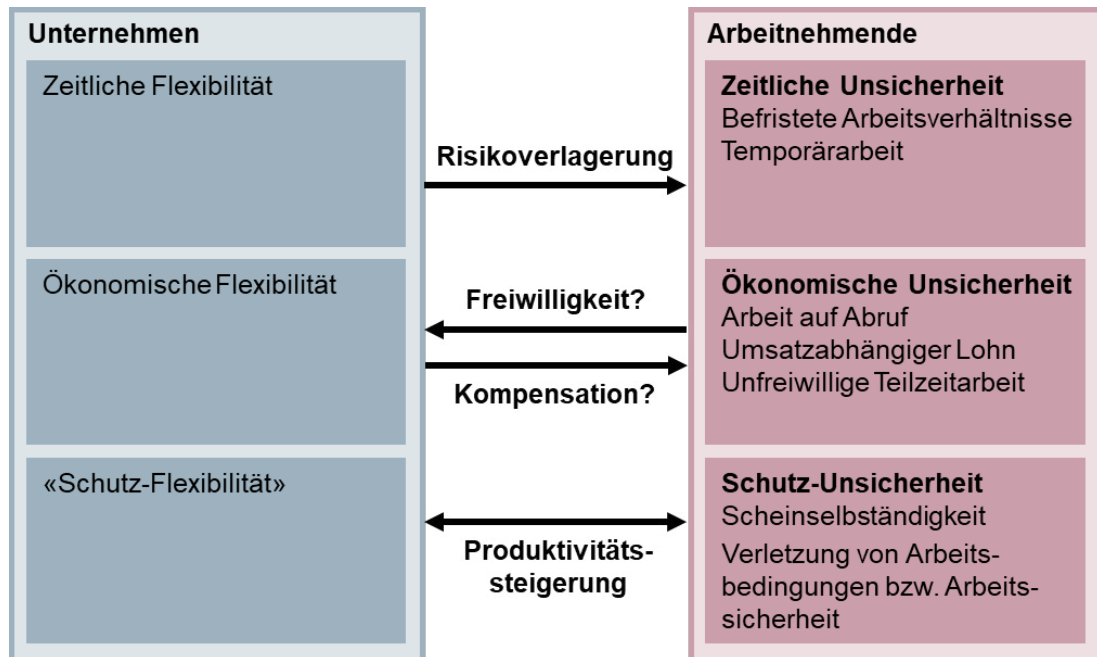 Unternehmen
Zeitliche Flexibilität
Ökonomische Flexibilität
«Schutz-Flexibilität»
Risikoverlagerung
Freiwilligkeit?
Kompensation?
Produktivitäts-
steigerung
Arbeitnehmende
Zeitliche Unsicherheit
Befristete Arbeitsverhältnisse
Temporärarbeit
Ökonomische Unsicherheit
Arbeit auf Abruf
Umsatzabhängiger Lohn
Unfreiwillige Teilzeitarbeit
Schutz-Unsicherheit
Scheinselbständigkeit
Verletzung von Arbeits-
bedingungen bzw. Arbeits-
sicherheit